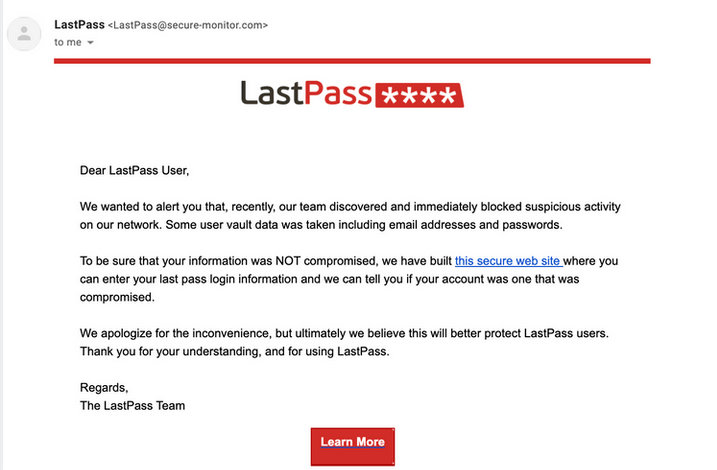 LastPass <LastPass@secure-monitor.com>
to me
LastPass ****
Dear LastPass User,
We wanted to alert you that, recently, our team discovered and immediately blocked suspicious activity
on our network. Some user vault data was taken including email addresses and passwords.
To be sure that your information was NOT compromised, we have built this secure web site where you
can enter your last pass login information and we can tell you if your account was one that was
compromised.
We apologize for the inconvenience, but ultimately we believe this will better protect LastPass users.
Thank you for your understanding, and for using LastPass.
Regards,
The LastPass Team
Learn More